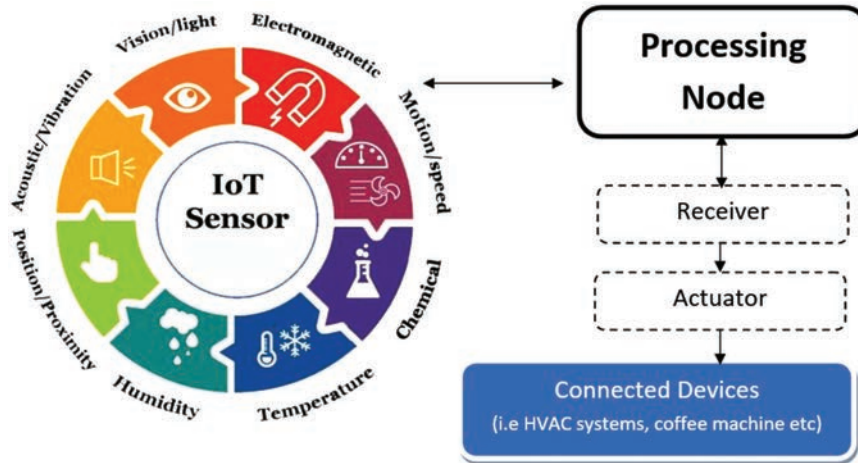 Vision/light
Electromagnetic
Motion/speed
Chemical
Temperature
Humidity
Position/Proximity
Acoustic/Vibration
IoT
Sensor
Processing
Node
Receiver
Actuator
Connected Devices
(i.e HVAC systems, coffee machine etc)